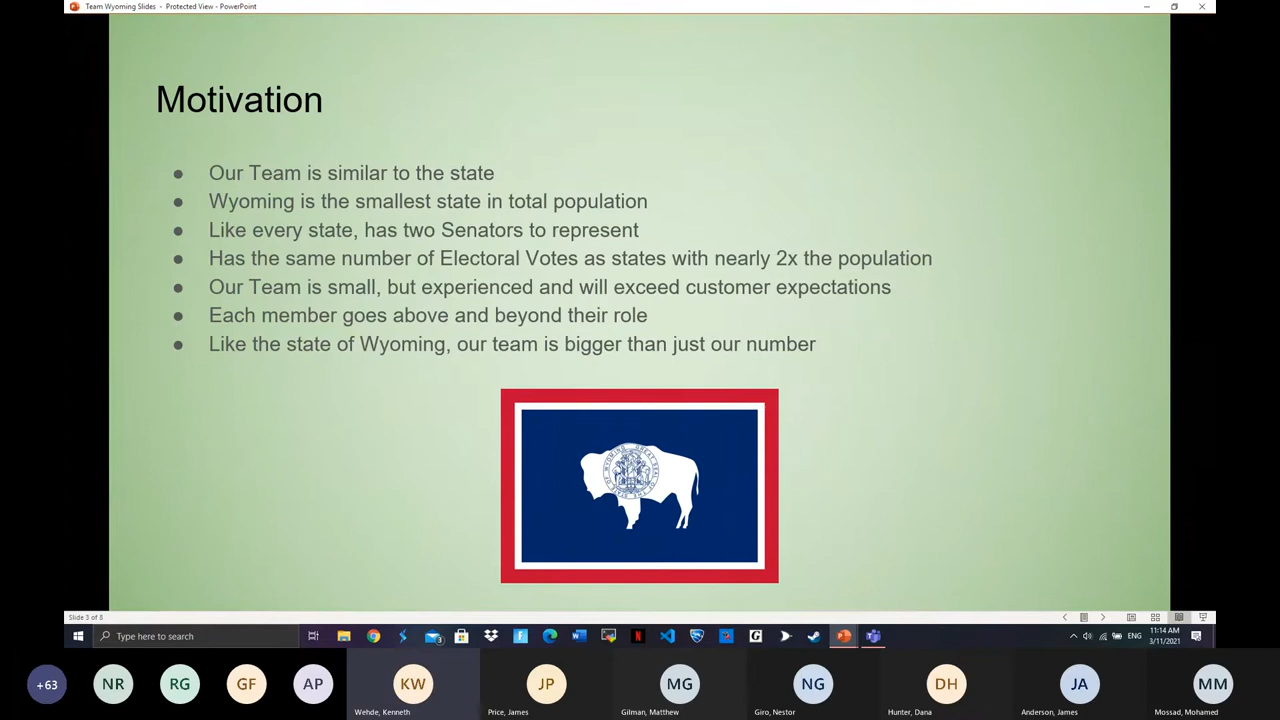 Team Wyoming Slides - Protected View - PowerPoint
Motivation
● Our Team is similar to the state
● Wyoming is the smallest state in total population
● Like every state, has two Senators to represent
● Has the same number of Electoral Votes as states with nearly 2x the population
● Our Team is small, but experienced and will exceed customer expectations
● Each member goes above and beyond their role
● Like the state of Wyoming, our team is bigger than just our number
Slide 3 of 8
Type here to search
ENG
11:14 AM
3/11/2021
+63 NR RG GF AP KW JP MG NG DH JA MM
Wehde, Kenneth Price, James Gilman, Matthew Giro, Nestor Hunter, Dana Anderson, James Mossad, Mohamed